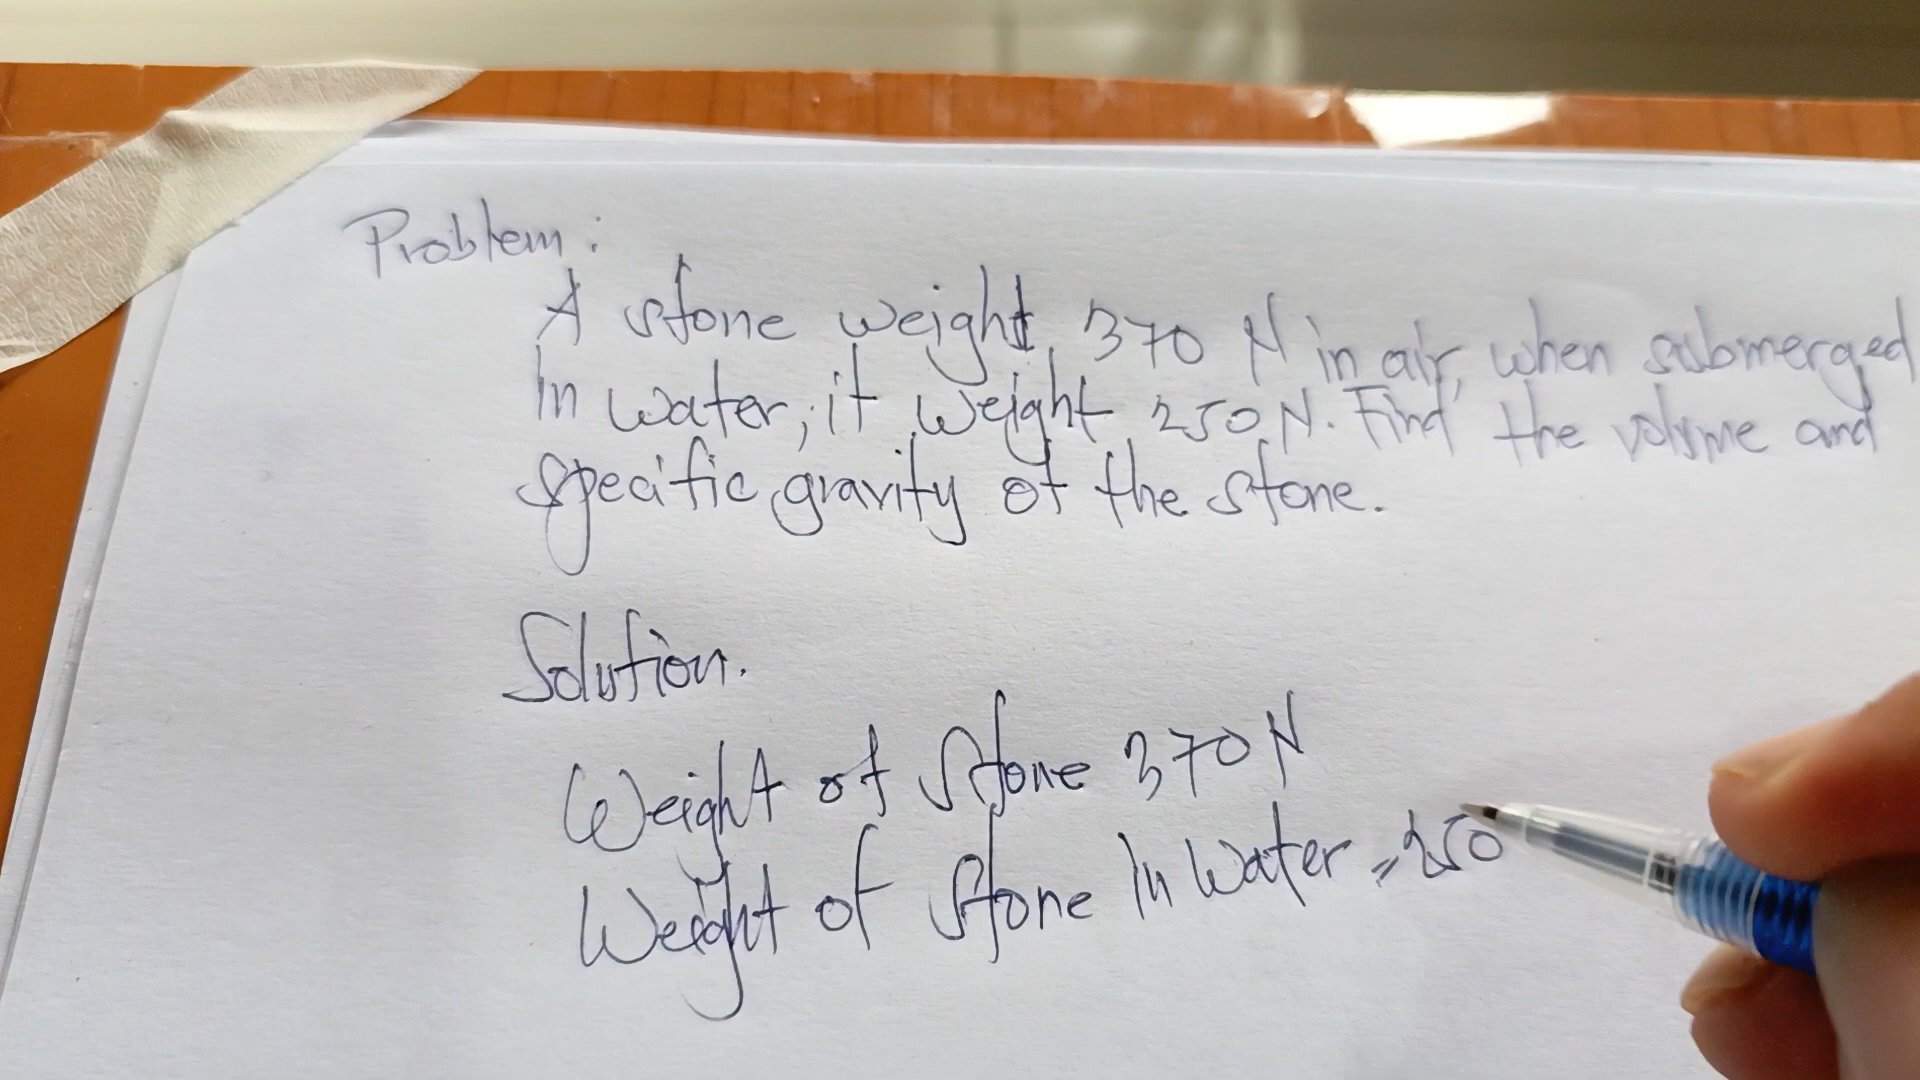 Problem:
A stone weight 370 N in air, when submerged
in water, it weight 250 N. Find the volume and
specific gravity of the stone.
Solution.
Weight of stone 370 N
Weight of stone in water = 250